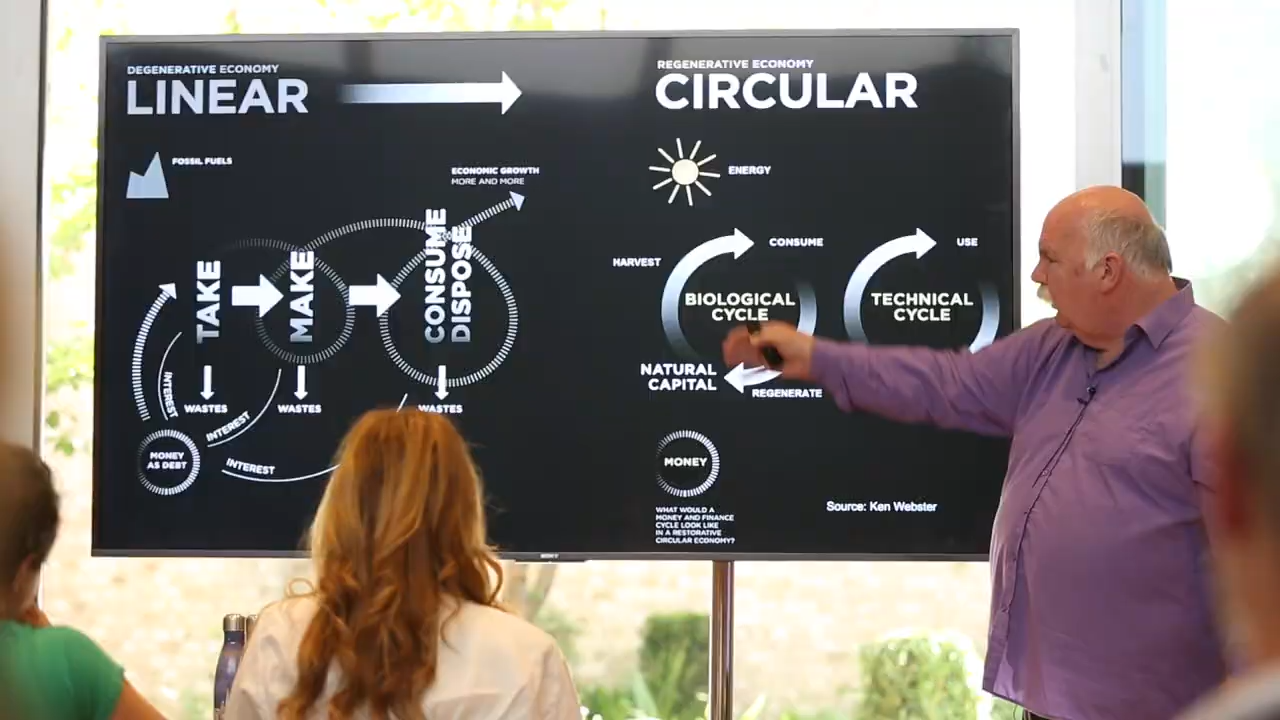 DEGENERATIVE ECONOMY
LINEAR
FOSSIL FUELS
ECONOMIC GROWTH
MORE AND MORE
TAKE
MAKE
CONSUME
DISPOSE
WASTES
WASTES
WASTES
INTEREST
INTEREST
INTEREST
MONEY
AS DEBT
REGENERATIVE ECONOMY
CIRCULAR
ENERGY
HARVEST
CONSUME
USE
BIOLOGICAL
CYCLE
TECHNICAL
CYCLE
NATURAL
CAPITAL
REGENERATE
MONEY
WHAT WOULD A
MONEY AND FINANCE
CYCLE LOOK LIKE
IN A RESTORATIVE
CIRCULAR ECONOMY?
Source: Ken Webster
SONY